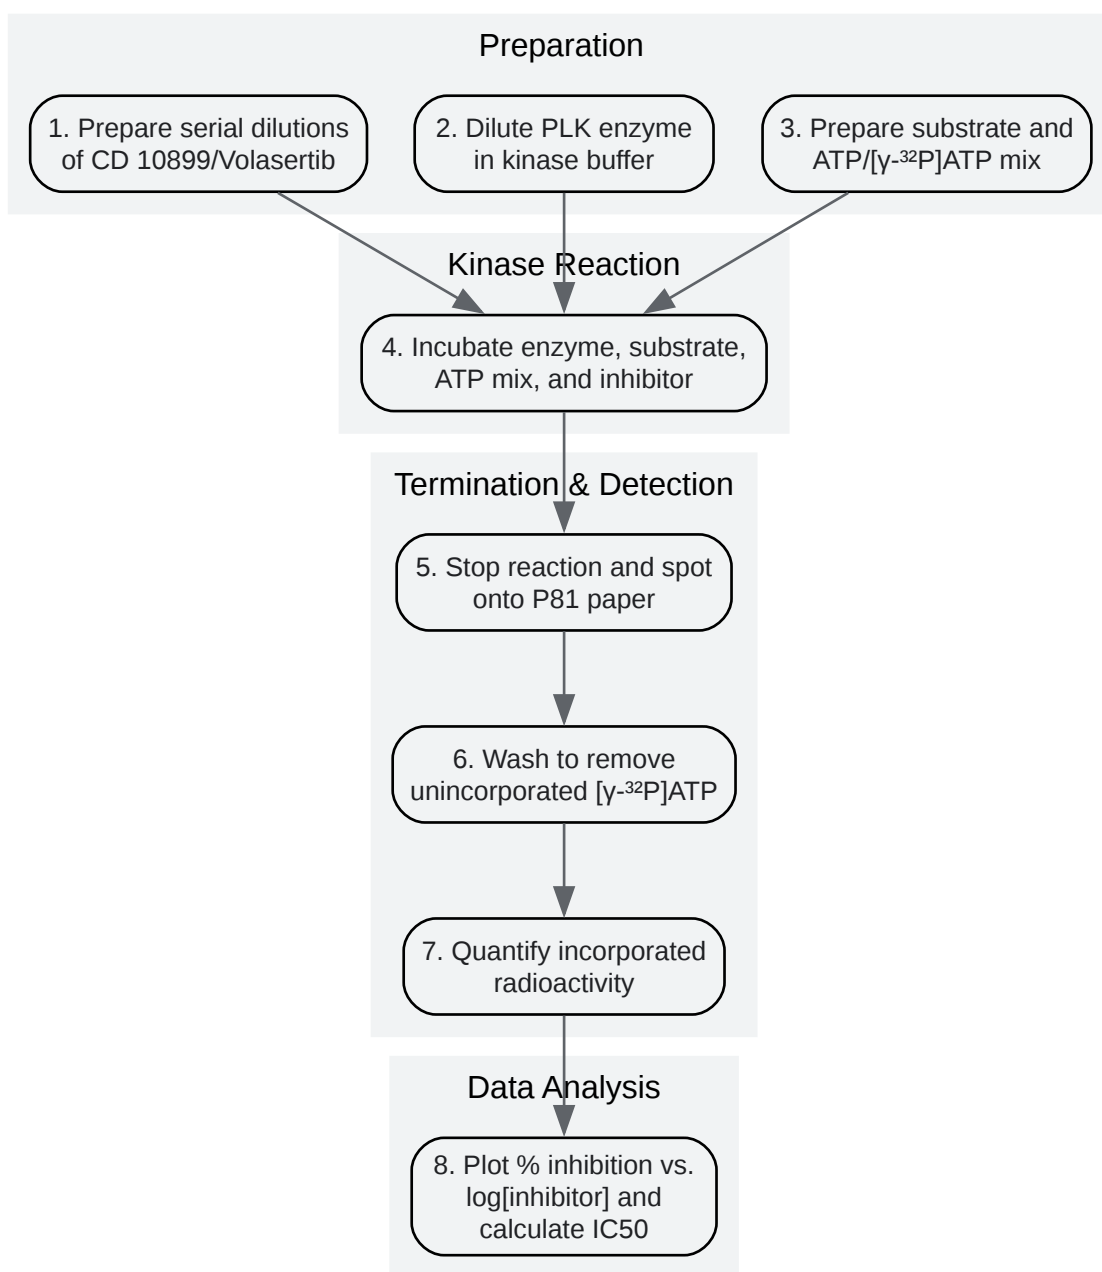 Preparation
1. Prepare serial dilutions
of CD 10899/Volasertib
2. Dilute PLK enzyme
in kinase buffer
3. Prepare substrate and
ATP/[γ-³²P]ATP mix
Kinase Reaction
4. Incubate enzyme, substrate,
ATP mix, and inhibitor
Termination & Detection
5. Stop reaction and spot
onto P81 paper
6. Wash to remove
unincorporated [γ-³²P]ATP
7. Quantify incorporated
radioactivity
Data Analysis
8. Plot % inhibition vs.
log[inhibitor] and
calculate IC50